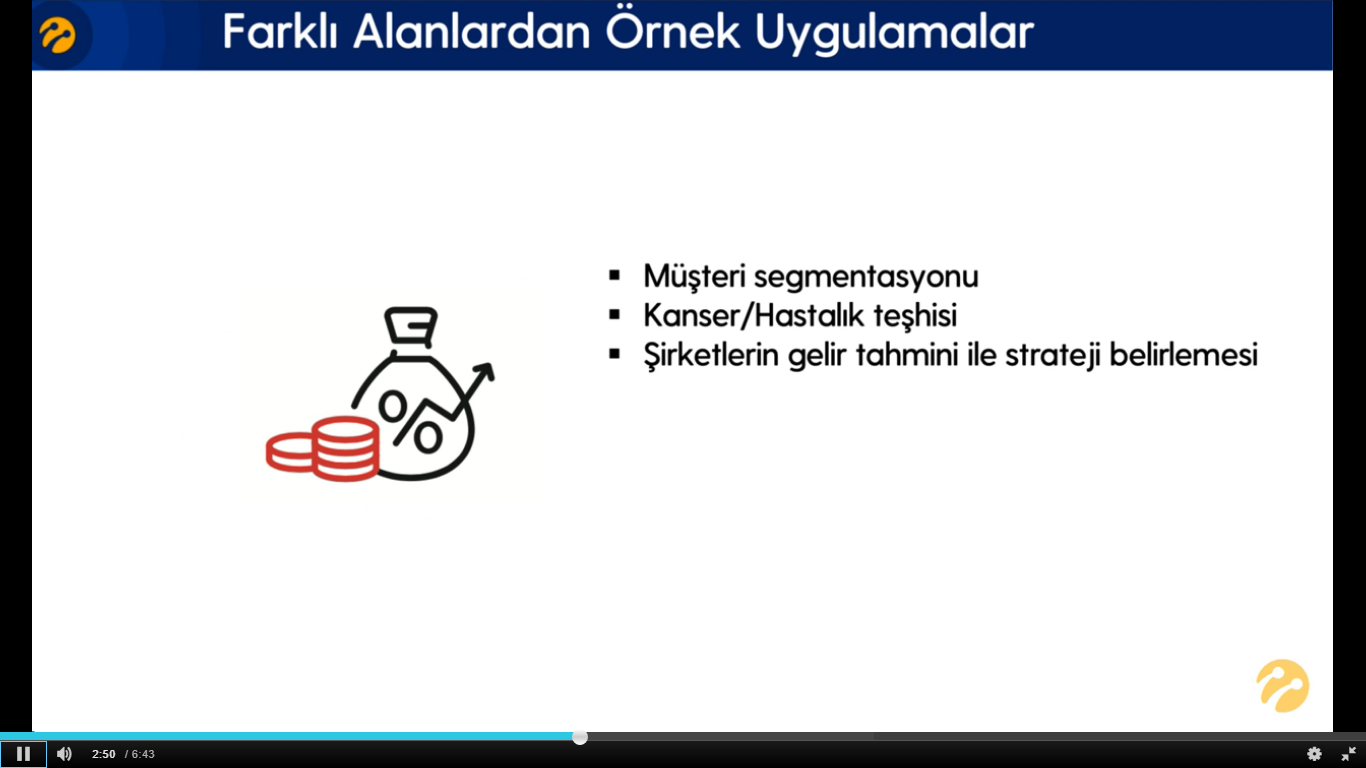 Farklı Alanlardan Örnek Uygulamalar
▪ Müşteri segmentasyonu
▪ Kanser/Hastalık teşhisi
▪ Şirketlerin gelir tahmini ile strateji belirlemesi
2:50 / 6:43